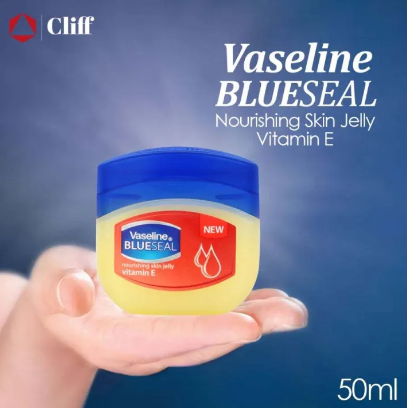 Cliff
Vaseline
BLUESEAL
Nourishing Skin Jelly
Vitamin E
Vaseline®
BLUESEAL
nourishing skin jelly
vitamin E
NEW
50ml